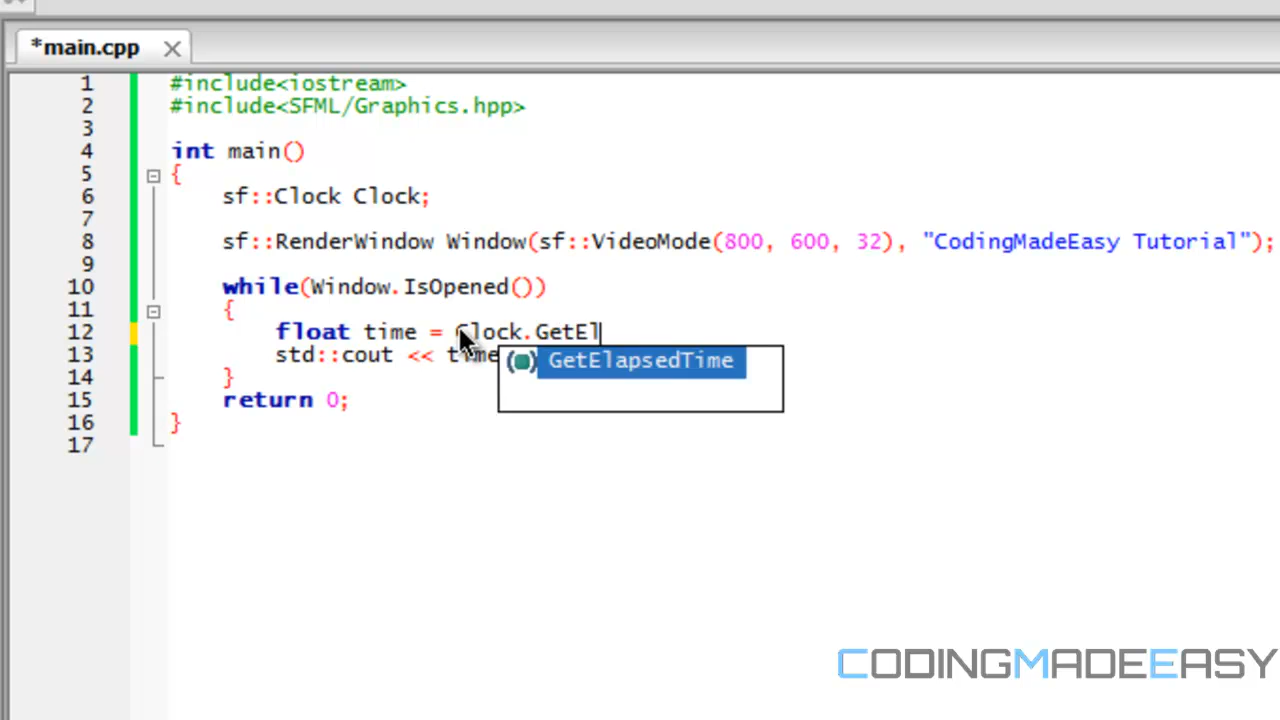 *main.cpp
1 #include<iostream>
2 #include<SFML/Graphics.hpp>
3
4 int main()
5 {
6 sf::Clock Clock;
7
8 sf::RenderWindow Window(sf::VideoMode(800, 600, 32), "CodingMadeEasy Tutorial");
9
10 while(Window.IsOpened())
11 {
12 float time = Clock.GetEl
13 std::cout << time
GetElapsedTime
14 }
15 return 0;
16 }
17
CODINGMADEEASY